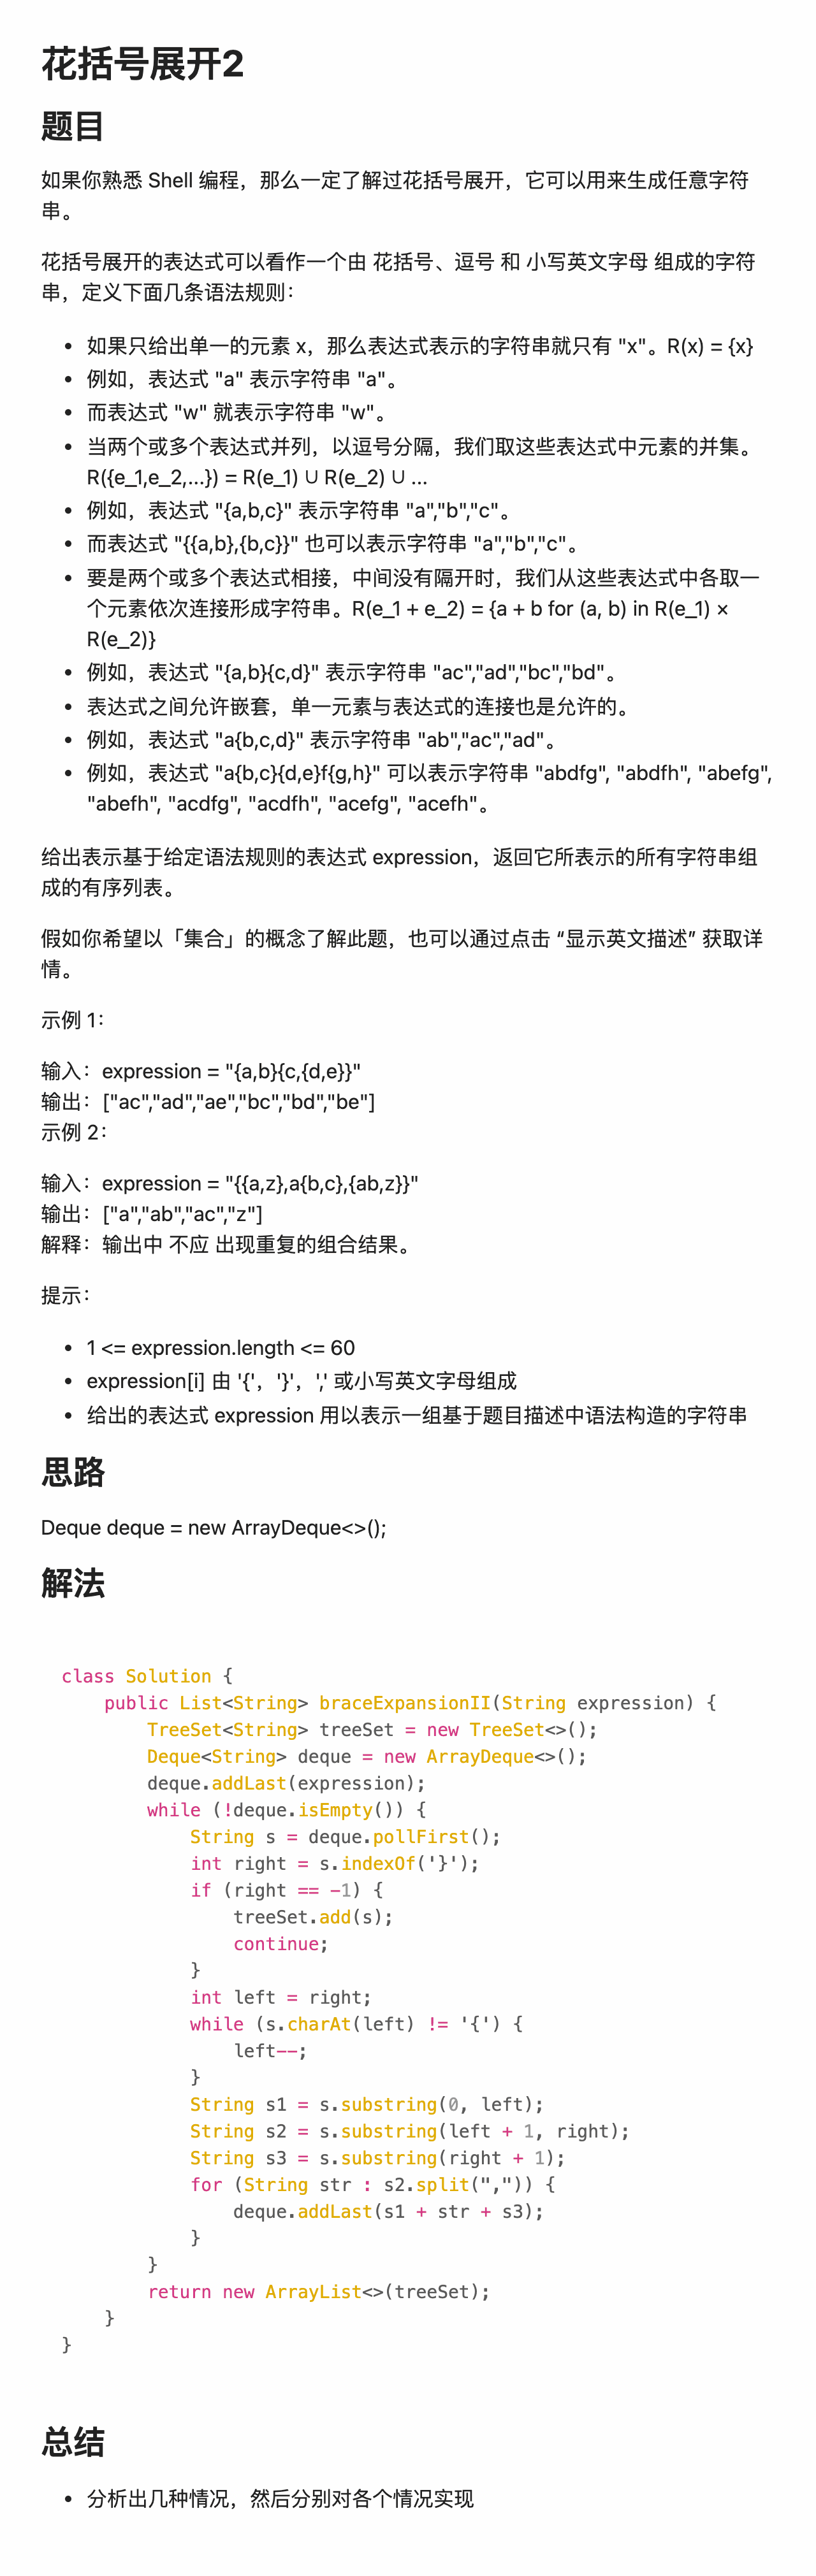 花括号展开2
题目
如果你熟悉 Shell 编程，那么一定了解过花括号展开，它可以用来生成任意字符
串。
花括号展开的表达式可以看作一个由 花括号、逗号 和 小写英文字母 组成的字符
串，定义下面几条语法规则：
• 如果只给出单一的元素 x，那么表达式表示的字符串就只有 "x"。R(x) = {x}
• 例如，表达式 "a" 表示字符串 "a"。
• 而表达式 "w" 就表示字符串 "w"。
• 当两个或多个表达式并列，以逗号分隔，我们取这些表达式中元素的并集。
R({e_1,e_2,...}) = R(e_1) ∪ R(e_2) ∪ ...
• 例如，表达式 "{a,b,c}" 表示字符串 "a","b","c"。
• 而表达式 "{{a,b},{b,c}}" 也可以表示字符串 "a","b","c"。
• 要是两个或多个表达式相接，中间没有隔开时，我们从这些表达式中各取一
个元素依次连接形成字符串。R(e_1 + e_2) = {a + b for (a, b) in R(e_1) ×
R(e_2)}
• 例如，表达式 "{a,b}{c,d}" 表示字符串 "ac","ad","bc","bd"。
• 表达式之间允许嵌套，单一元素与表达式的连接也是允许的。
• 例如，表达式 "a{b,c,d}" 表示字符串 "ab","ac","ad"。
• 例如，表达式 "a{b,c}{d,e}f{g,h}" 可以表示字符串 "abdfg", "abdfh", "abefg",
"abefh", "acdfg", "acdfh", "acefg", "acefh"。
给出表示基于给定语法规则的表达式 expression，返回它所表示的所有字符串组
成的有序列表。
假如你希望以「集合」的概念了解此题，也可以通过点击 “显示英文描述” 获取详
情。
示例 1：
输入：expression = "{a,b}{c,{d,e}}"
输出：["ac","ad","ae","bc","bd","be"]
示例 2：
输入：expression = "{{a,z},a{b,c},{ab,z}}"
输出：["a","ab","ac","z"]
解释：输出中 不应 出现重复的组合结果。
提示：
• 1 <= expression.length <= 60
• expression[i] 由 '{'，'}'，',' 或小写英文字母组成
• 给出的表达式 expression 用以表示一组基于题目描述中语法构造的字符串
思路
Deque deque = new ArrayDeque<>();
解法
class Solution {
    public List<String> braceExpansionII(String expression) {
        TreeSet<String> treeSet = new TreeSet<>();
        Deque<String> deque = new ArrayDeque<>();
        deque.addLast(expression);
        while (!deque.isEmpty()) {
            String s = deque.pollFirst();
            int right = s.indexOf('}');
            if (right == -1) {
                treeSet.add(s);
                continue;
            }
            int left = right;
            while (s.charAt(left) != '{') {
                left--;
            }
            String s1 = s.substring(0, left);
            String s2 = s.substring(left + 1, right);
            String s3 = s.substring(right + 1);
            for (String str : s2.split(",")) {
                deque.addLast(s1 + str + s3);
            }
        }
        return new ArrayList<>(treeSet);
    }
}
总结
• 分析出几种情况，然后分别对各个情况实现